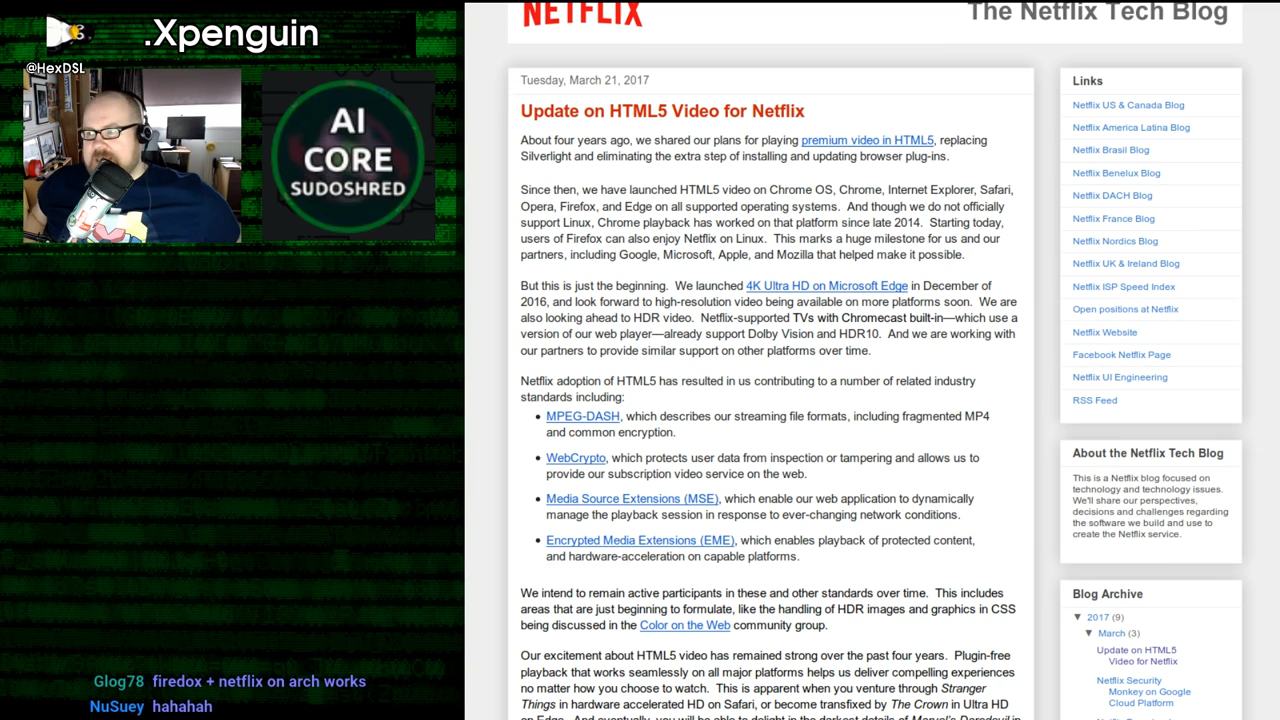 .Xpenguin
@HexDSL
AI
CORE
SUDOSHRED
Glog78 firedox + netflix on arch works
NuSuey hahahah
NETFLIX
The Netflix Tech Blog
Tuesday, March 21, 2017
Update on HTML5 Video for Netflix
About four years ago, we shared our plans for playing premium video in HTML5, replacing
Silverlight and eliminating the extra step of installing and updating browser plug-ins.
Since then, we have launched HTML5 video on Chrome OS, Chrome, Internet Explorer, Safari,
Opera, Firefox, and Edge on all supported operating systems.  And though we do not officially
support Linux, Chrome playback has worked on that platform since late 2014.  Starting today,
users of Firefox can also enjoy Netflix on Linux.  This marks a huge milestone for us and our
partners, including Google, Microsoft, Apple, and Mozilla that helped make it possible.
But this is just the beginning.  We launched 4K Ultra HD on Microsoft Edge in December of
2016, and look forward to high-resolution video being available on more platforms soon.  We are
also looking ahead to HDR video.  Netflix-supported TVs with Chromecast built-in—which use a
version of our web player—already support Dolby Vision and HDR10.  And we are working with
our partners to provide similar support on other platforms over time.
Netflix adoption of HTML5 has resulted in us contributing to a number of related industry
standards including:
• MPEG-DASH, which describes our streaming file formats, including fragmented MP4
and common encryption.
• WebCrypto, which protects user data from inspection or tampering and allows us to
provide our subscription video service on the web.
• Media Source Extensions (MSE), which enable our web application to dynamically
manage the playback session in response to ever-changing network conditions.
• Encrypted Media Extensions (EME), which enables playback of protected content,
and hardware-acceleration on capable platforms.
We intend to remain active participants in these and other standards over time.  This includes
areas that are just beginning to formulate, like the handling of HDR images and graphics in CSS
being discussed in the Color on the Web community group.
Our excitement about HTML5 video has remained strong over the past four years.  Plugin-free
playback that works seamlessly on all major platforms helps us deliver compelling experiences
no matter how you choose to watch.  This is apparent when you venture through Stranger
Things in hardware accelerated HD on Safari, or become transfixed by The Crown in Ultra HD
on Edge.  And eventually, you will be able to delight in the darkest details of Marvel's Daredevil in
Links
Netflix US & Canada Blog
Netflix America Latina Blog
Netflix Brasil Blog
Netflix Benelux Blog
Netflix DACH Blog
Netflix France Blog
Netflix Nordics Blog
Netflix UK & Ireland Blog
Netflix ISP Speed Index
Open positions at Netflix
Netflix Website
Facebook Netflix Page
Netflix UI Engineering
RSS Feed
About the Netflix Tech Blog
This is a Netflix blog focused on
technology and technology issues.
We'll share our perspectives,
decisions and challenges regarding
the software we build and use to
create the Netflix service.
Blog Archive
▼ 2017 (9)
▼ March (3)
Update on HTML5
Video for Netflix
Netflix Security
Monkey on Google
Cloud Platform